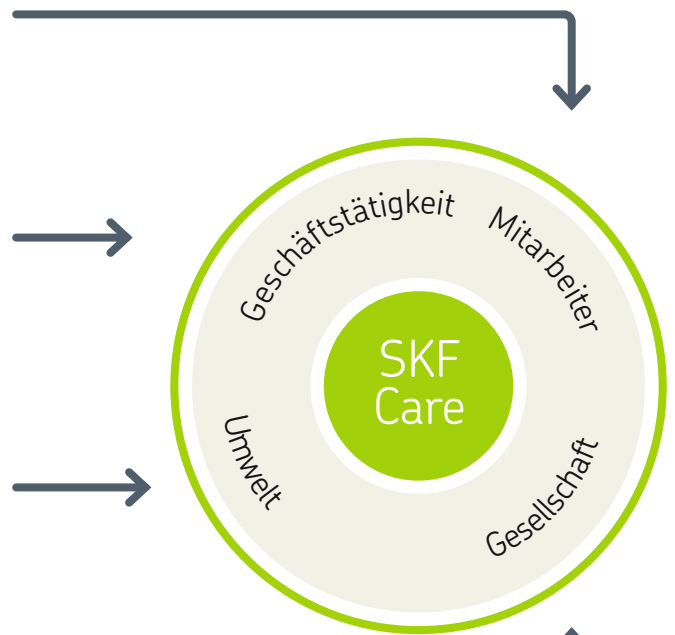 Geschäftstätigkeit
Mitarbeiter
SKF
Care
Umwelt
Gesellschaft